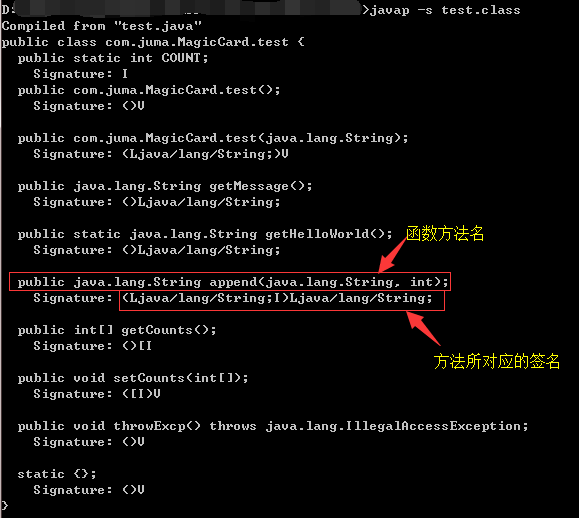 D:
>javap -s test.class
Compiled from "test.java"
public class com.juma.MagicCard.test {
  public static int COUNT;
    Signature: I
  public com.juma.MagicCard.test();
    Signature: ()V

  public com.juma.MagicCard.test(java.lang.String);
    Signature: (Ljava/lang/String;)V

  public java.lang.String getMessage();
    Signature: ()Ljava/lang/String;

  public static java.lang.String getHelloWorld();
    Signature: ()Ljava/lang/String;
函数方法名

  public java.lang.String append(java.lang.String, int);
    Signature: (Ljava/lang/String;I)Ljava/lang/String;

  public int[] getCounts();
    Signature: ()[I
方法所对应的签名

  public void setCounts(int[]);
    Signature: ([I)V

  public void throwExcp() throws java.lang.IllegalAccessException;
    Signature: ()V

  static {};
    Signature: ()V
}